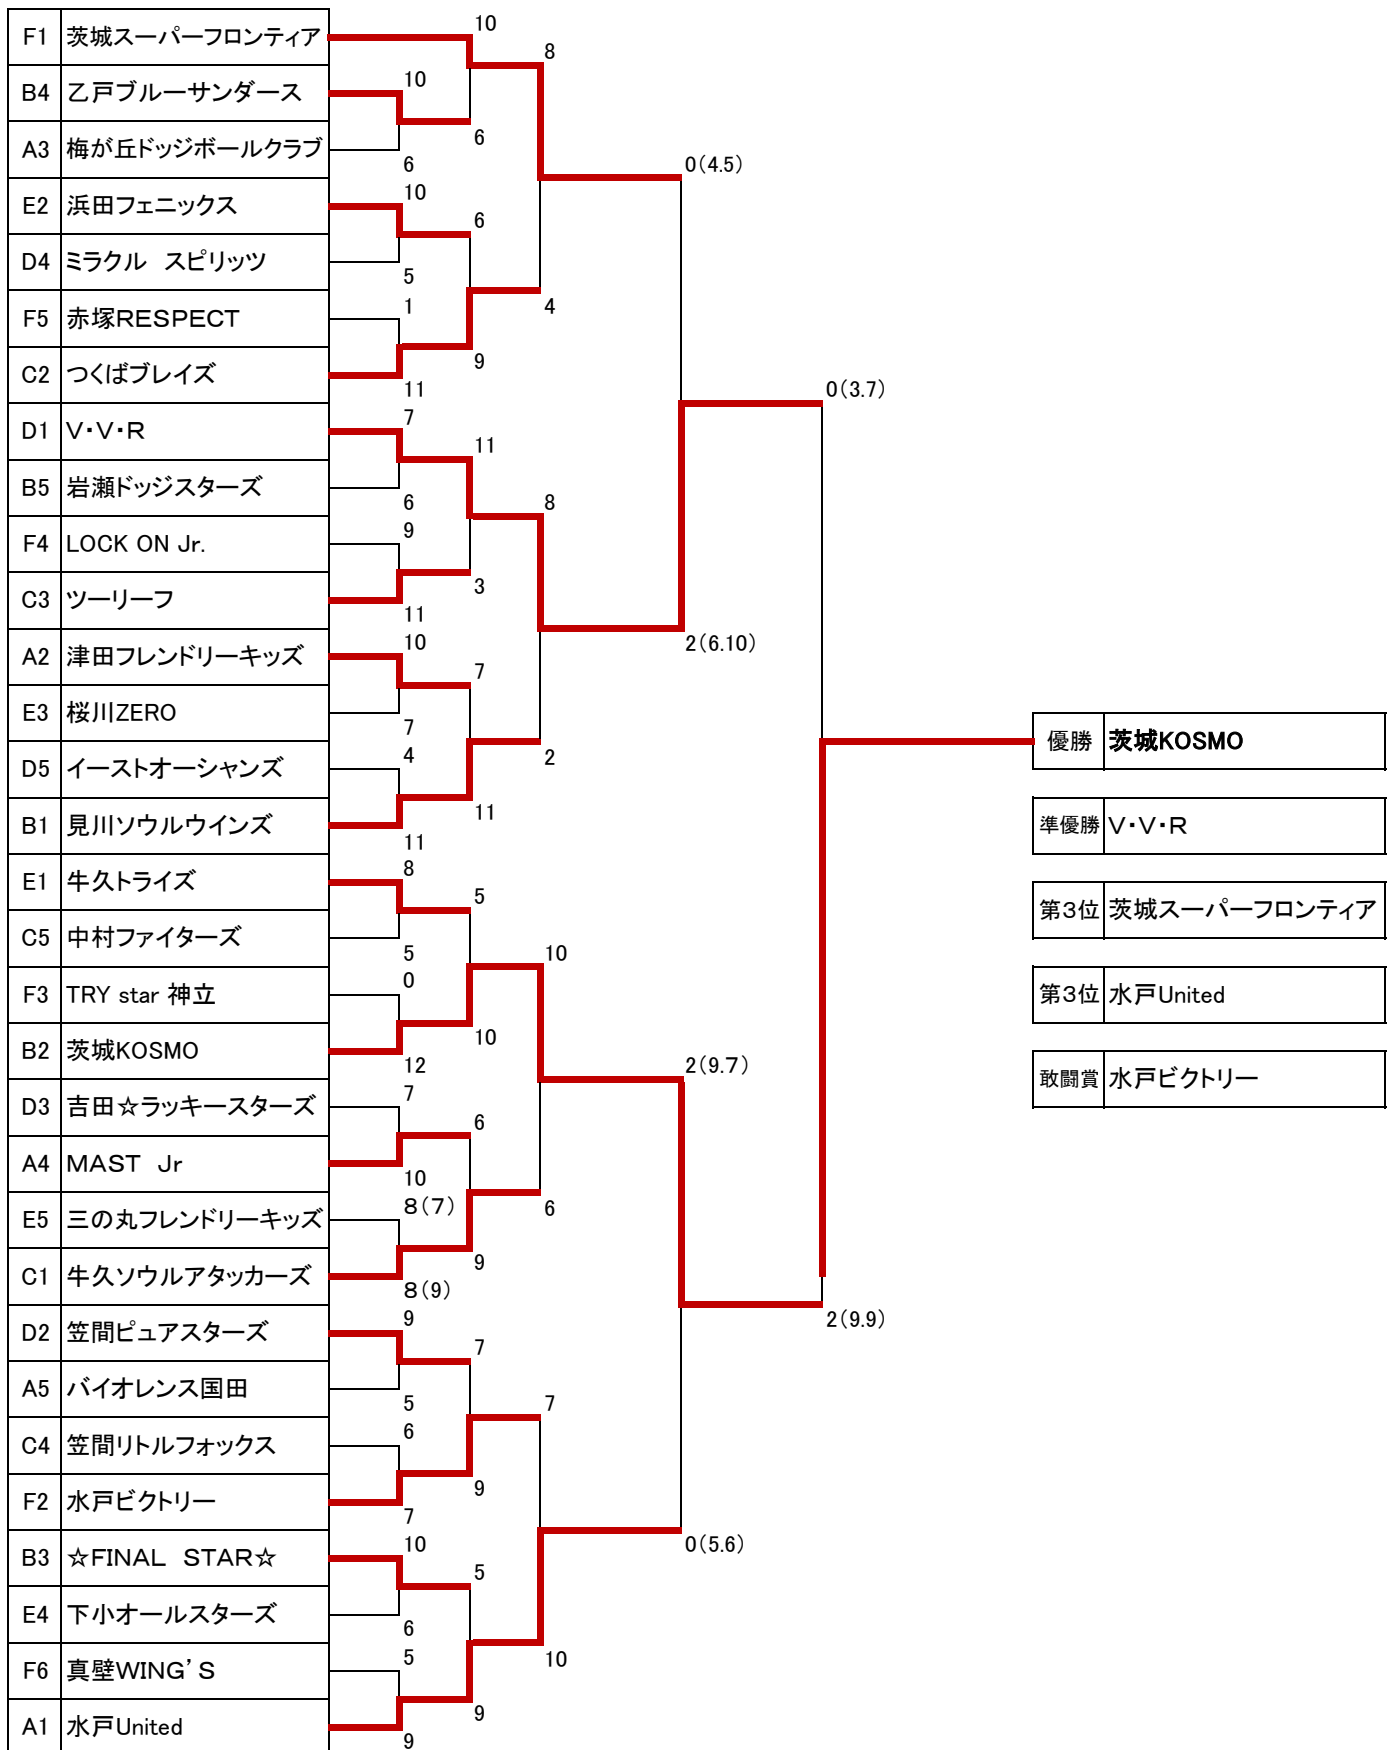 F1 茨城スーパーフロンティア
B4 乙戸ブルーサンダース
A3 梅が丘ドッジボールクラブ
E2 浜田フェニックス
D4 ミラクル　スピリッツ
F5 赤塚RESPECT
C2 つくばブレイズ
D1 V・V・R
B5 岩瀬ドッジスターズ
F4 LOCK ON Jr.
C3 ツーリーフ
A2 津田フレンドリーキッズ
E3 桜川ZERO
D5 イーストオーシャンズ
B1 見川ソウルウインズ
E1 牛久トライズ
C5 中村ファイターズ
F3 TRY star 神立
B2 茨城KOSMO
D3 吉田☆ラッキースターズ
A4 MAST　Jr
E5 三の丸フレンドリーキッズ
C1 牛久ソウルアタッカーズ
D2 笠間ピュアスターズ
A5 バイオレンス国田
C4 笠間リトルフォックス
F2 水戸ビクトリー
B3 ☆FINAL　STAR☆
E4 下小オールスターズ
F6 真壁WING'S
A1 水戸United
10
6
10
5
1
11
7
6
9
11
10
7
4
11
8
5
0
12
7
10
8(7)
8(9)
9
5
6
7
10
6
5
9
10
6
6
9
11
3
7
11
5
10
6
9
7
9
5
9
8
4
8
2
10
6
7
10
0(4.5)
2(6.10)
2(9.7)
0(5.6)
0(3.7)
2(9.9)
優勝 茨城KOSMO
準優勝 V・V・R
第3位 茨城スーパーフロンティア
第3位 水戸United
敢闘賞 水戸ビクトリー